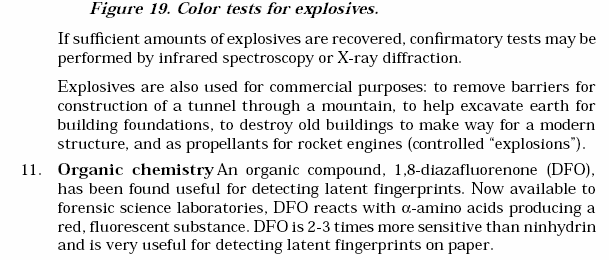 Figure 19. Color tests for explosives.
If sufficient amounts of explosives are recovered, confirmatory tests may be
performed by infrared spectroscopy or X-ray diffraction.
Explosives are also used for commercial purposes: to remove barriers for
construction of a tunnel through a mountain, to help excavate earth for
building foundations, to destroy old buildings to make way for a modern
structure, and as propellants for rocket engines (controlled “explosions”).
11. Organic chemistry An organic compound, 1,8-diazafluorenone (DFO),
has been found useful for detecting latent fingerprints. Now available to
forensic science laboratories, DFO reacts with α-amino acids producing a
red, fluorescent substance. DFO is 2-3 times more sensitive than ninhydrin
and is very useful for detecting latent fingerprints on paper.